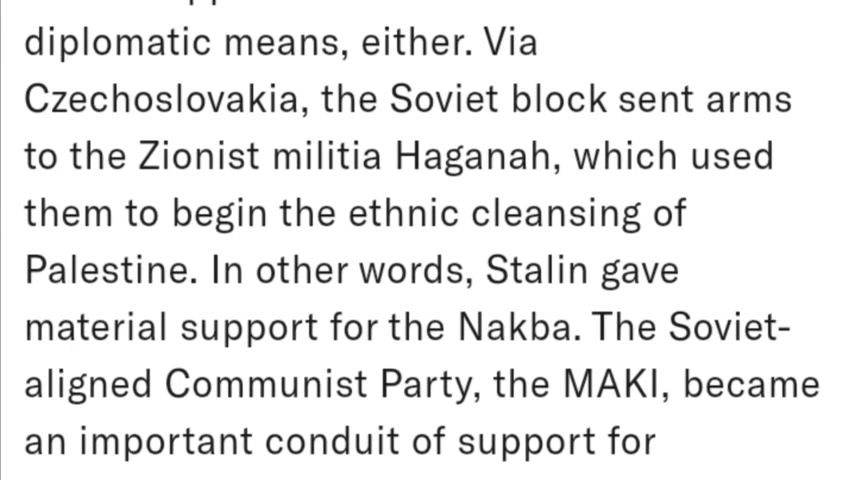 diplomatic means, either. Via
Czechoslovakia, the Soviet block sent arms
to the Zionist militia Haganah, which used
them to begin the ethnic cleansing of
Palestine. In other words, Stalin gave
material support for the Nakba. The Soviet-
aligned Communist Party, the MAKI, became
an important conduit of support for